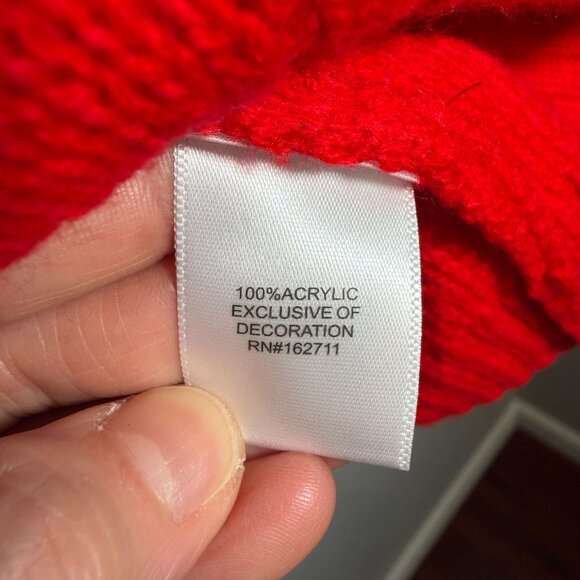 100%ACRYLIC
EXCLUSIVE OF
DECORATION
RN#162711